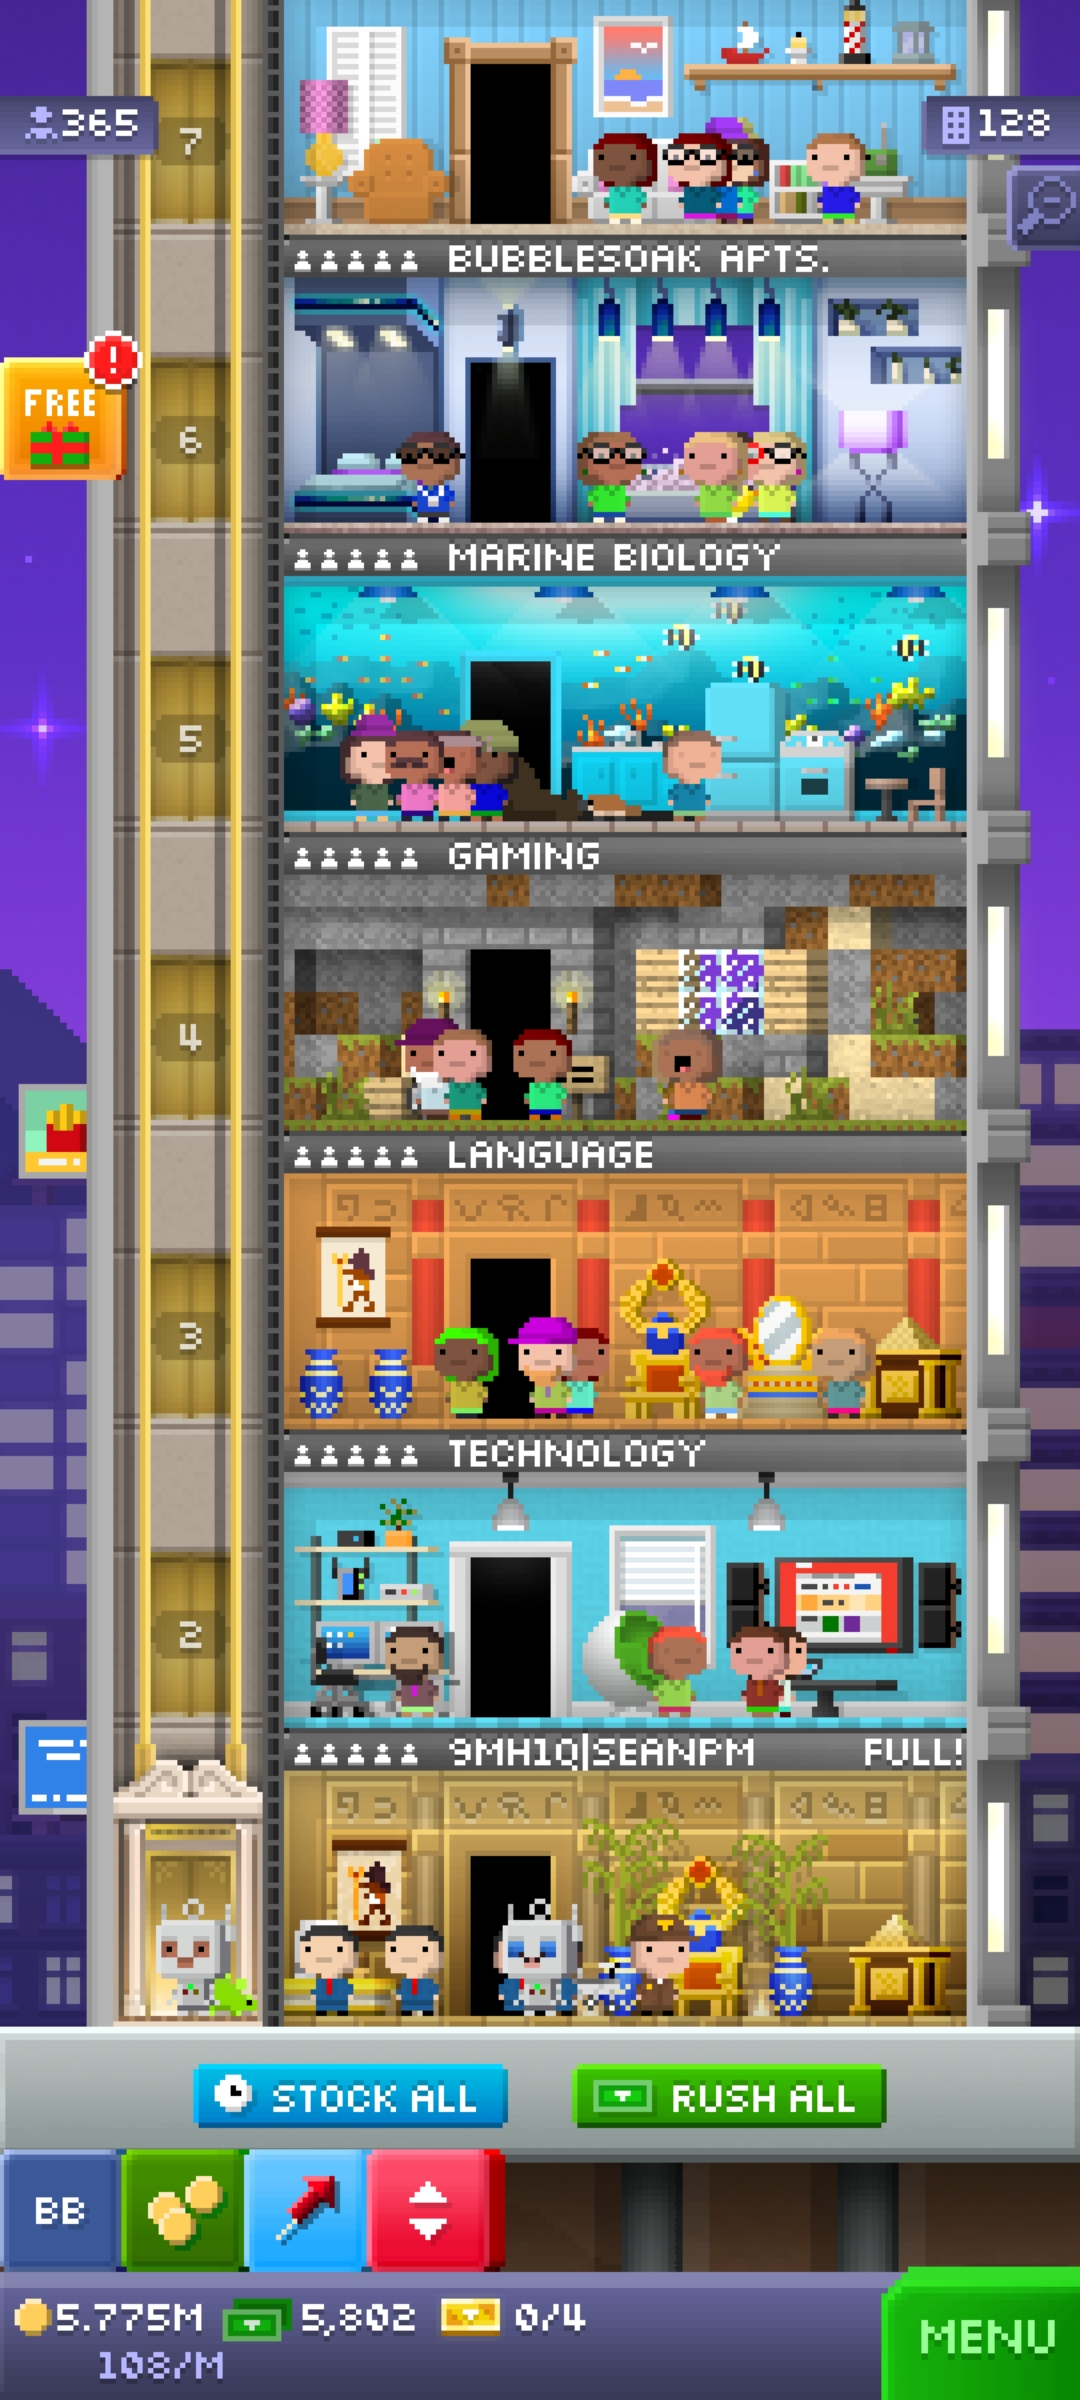 365
7
128
BUBBLESOAK APTS.
FREE
!
6
MARINE BIOLOGY
5
GAMING
4
LANGUAGE
3
TECHNOLOGY
2
9MH1Q|SEANPM FULL!
STOCK ALL
RUSH ALL
BB
5.775M 5,802 0/4
108/M
MENU